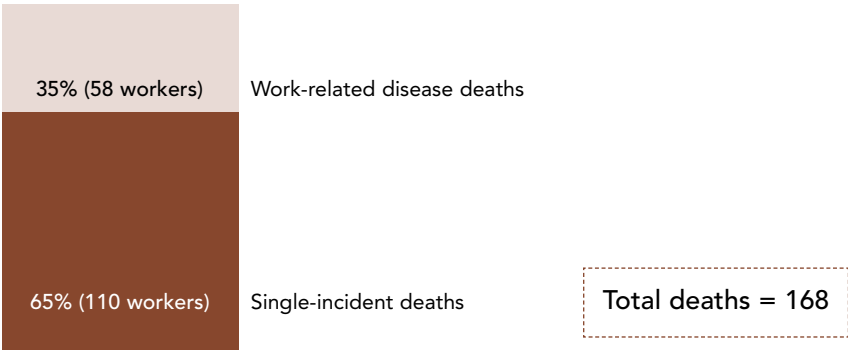 35% (58 workers) Work-related disease deaths
65% (110 workers) Single-incident deaths
Total deaths = 168